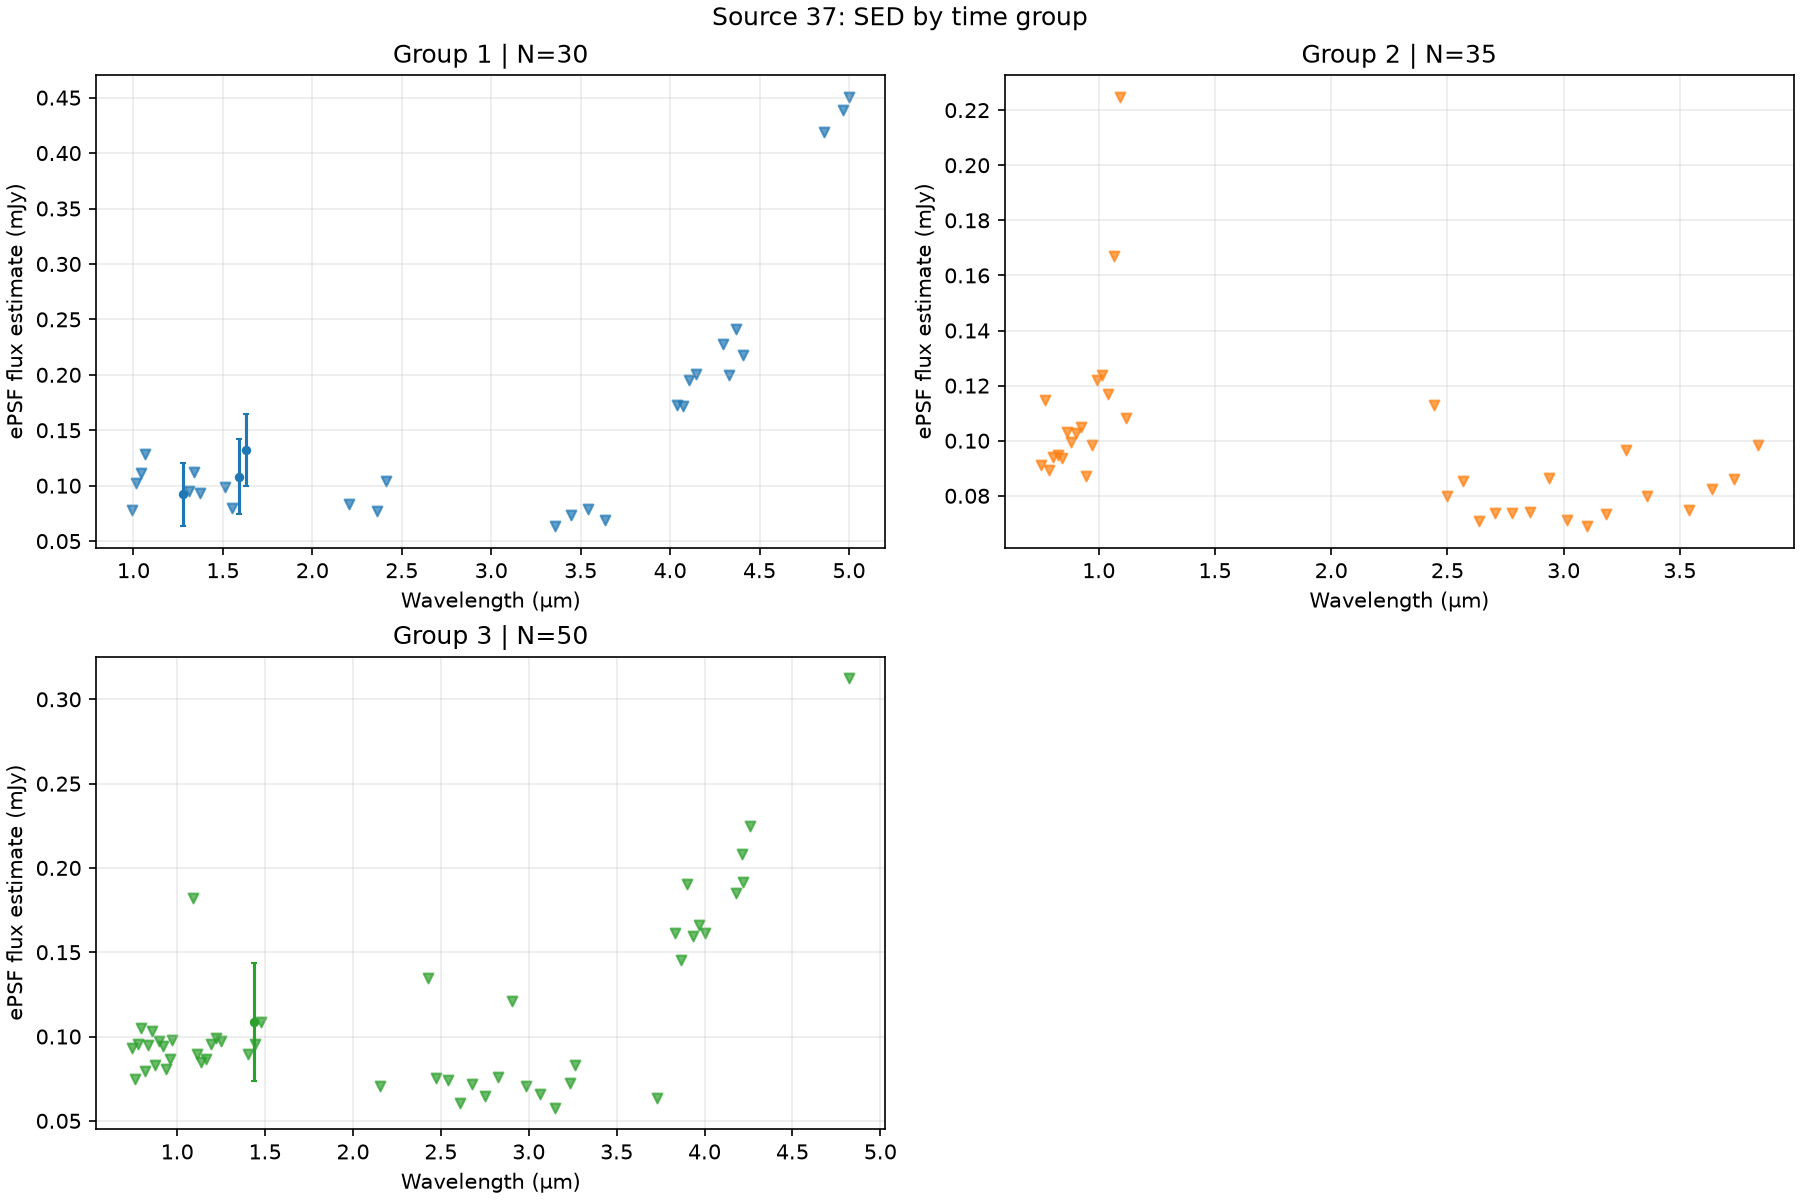 Source 37: SED by time group
Group 1 | N=30
ePSF flux estimate (mJy)
0.45
0.40
0.35
0.30
0.25
0.20
0.15
0.10
0.05
1.0 1.5 2.0 2.5 3.0 3.5 4.0 4.5 5.0
Wavelength (μm)
Group 2 | N=35
ePSF flux estimate (mJy)
0.22
0.20
0.18
0.16
0.14
0.12
0.10
0.08
1.0 1.5 2.0 2.5 3.0 3.5
Wavelength (μm)
Group 3 | N=50
ePSF flux estimate (mJy)
0.30
0.25
0.20
0.15
0.10
0.05
1.0 1.5 2.0 2.5 3.0 3.5 4.0 4.5 5.0
Wavelength (μm)